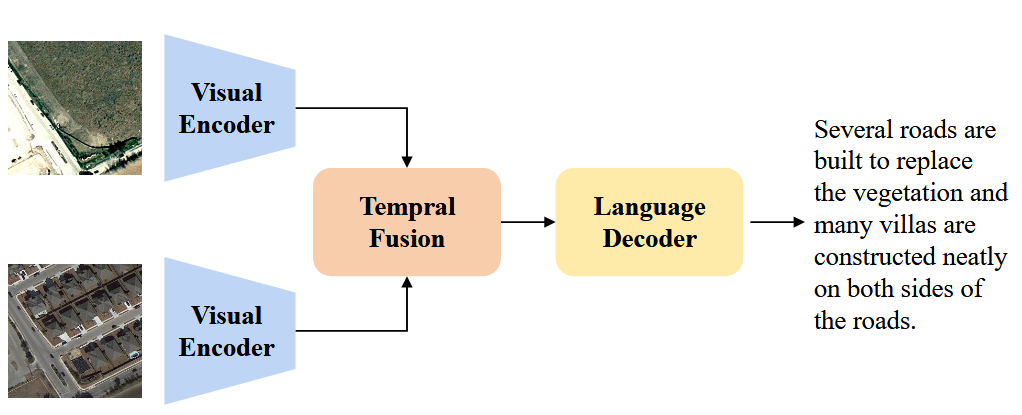 Visual
Encoder
Tempral
Fusion
Language
Decoder
Several roads are
built to replace
the vegetation and
many villas are
constructed neatly
on both sides of
the roads.
Visual
Encoder